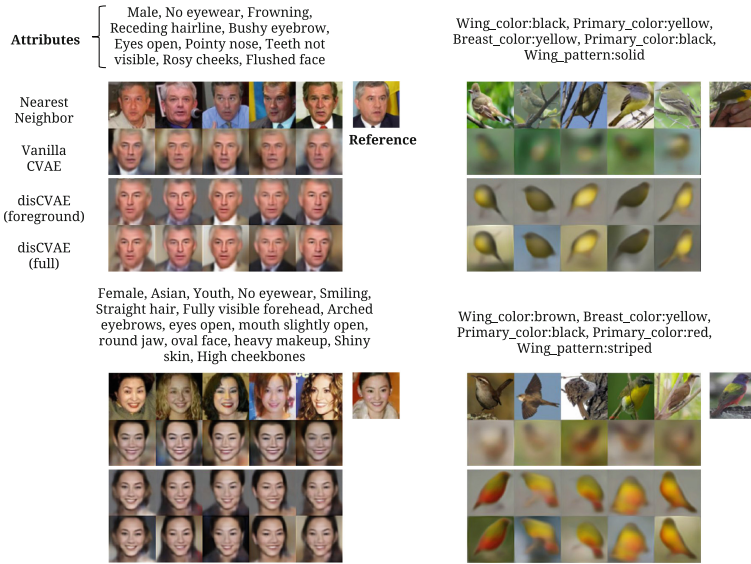 Attributes
Male, No eyewear, Frowning,
Receding hairline, Bushy eyebrow,
Eyes open, Pointy nose, Teeth not
visible, Rosy cheeks, Flushed face
Wing_color:black, Primary_color:yellow,
Breast_color:yellow, Primary_color:black,
Wing_pattern:solid
Nearest
Neighbor
Reference
Vanilla
CVAE
disCVAE
(foreground)
disCVAE
(full)
Female, Asian, Youth, No eyewear, Smiling,
Straight hair, Fully visible forehead, Arched
eyebrows, eyes open, mouth slightly open,
round jaw, oval face, heavy makeup, Shiny
skin, High cheekbones
Wing_color:brown, Breast_color:yellow,
Primary_color:black, Primary_color:red,
Wing_pattern:striped